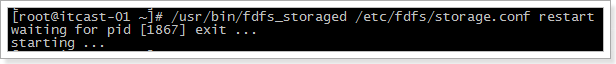 [root@itcast-01 ~]# /usr/bin/fdfs_storaged /etc/fdfs/storage.conf restart
waiting for pid [1867] exit ...
starting ...